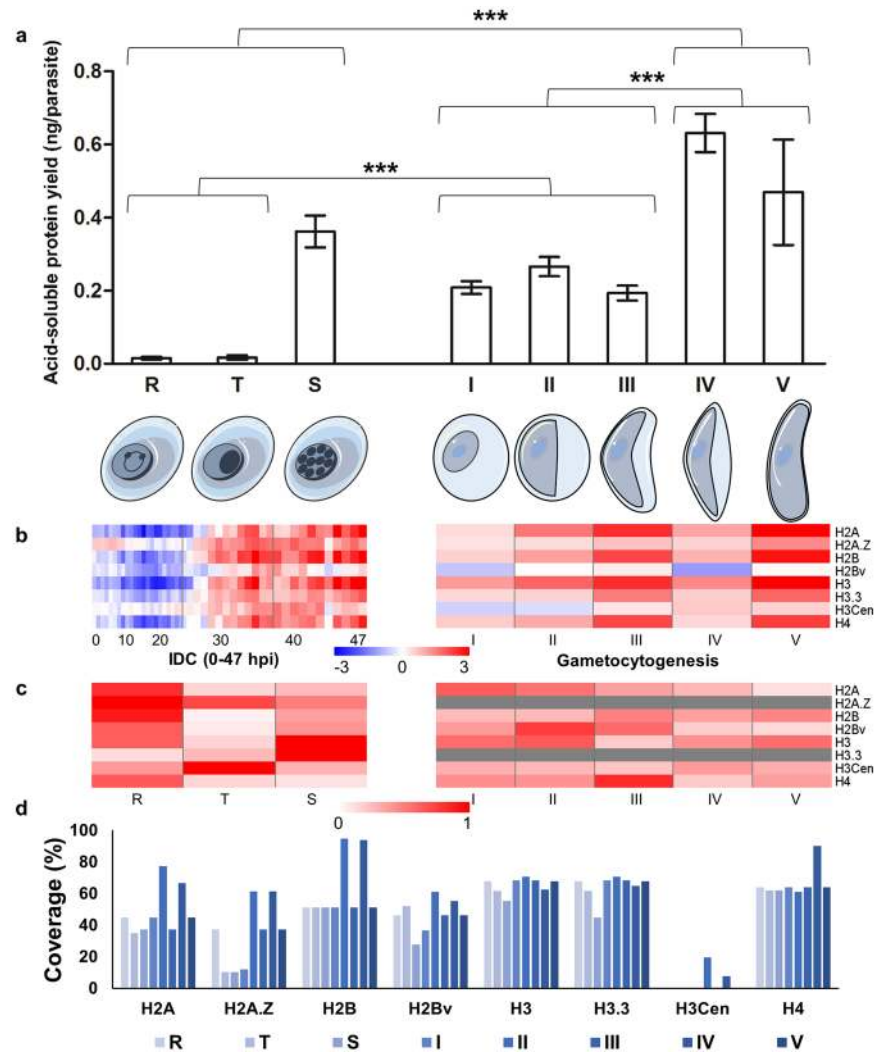 a
***
***
***
Acid-soluble protein yield (ng/parasite)
0.8
0.6
0.4
0.2
0.0
R T S I II III IV V
b
H2A
H2A.Z
H2B
H2Bv
H3
H3.3
H3Cen
H4
0 10 20 30 40 47
I II III IV V
IDC (0-47 hpi)
-3 0 3
Gametocytogenesis
c
H2A
H2A.Z
H2B
H2Bv
H3
H3.3
H3Cen
H4
R T S I II III IV V
0 1
d
Coverage (%)
100
80
60
40
20
0
H2A H2A.Z H2B H2Bv H3 H3.3 H3Cen H4
R T S I II III IV V